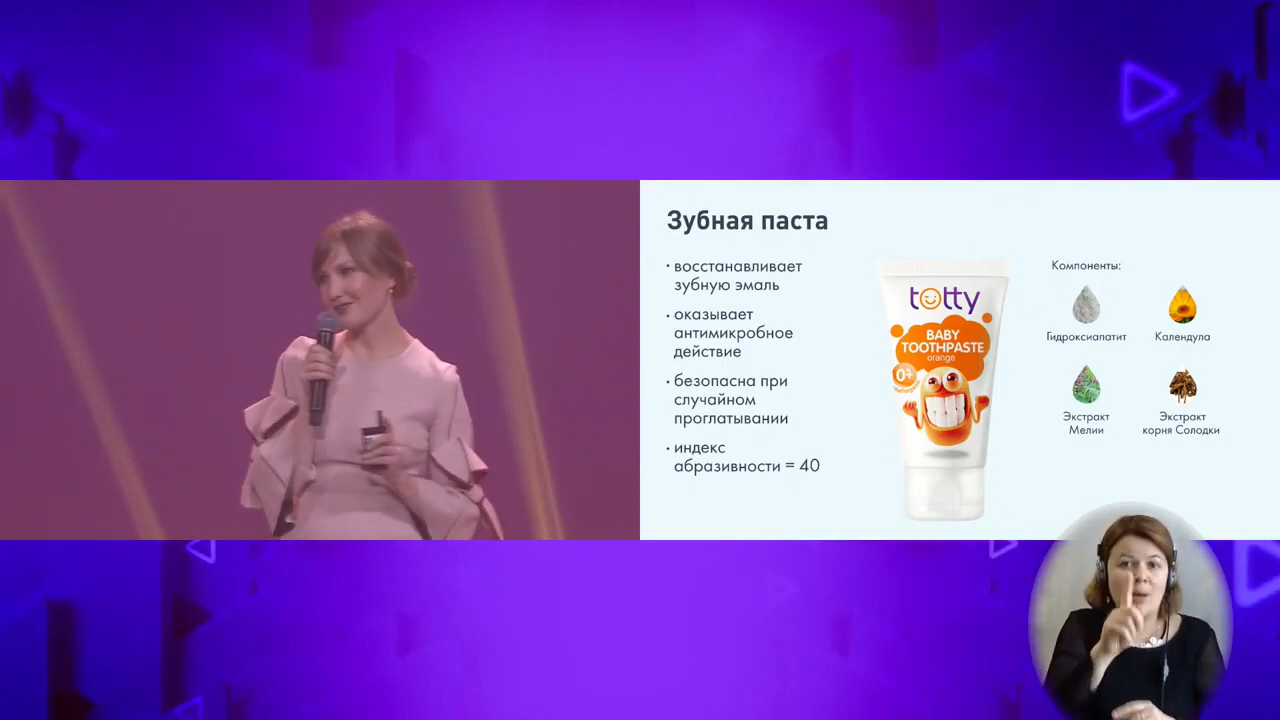 Зубная паста
· восстанавливает
зубную эмаль
· оказывает
антимикробное
действие
· безопасна при
случайном
проглатывании
· индекс
абразивности = 40
totty
BABY
TOOTHPASTE
orange
0+
Компоненты:
Гидроксиапатит
Календула
Экстракт
Мелии
Экстракт
корня Солодки